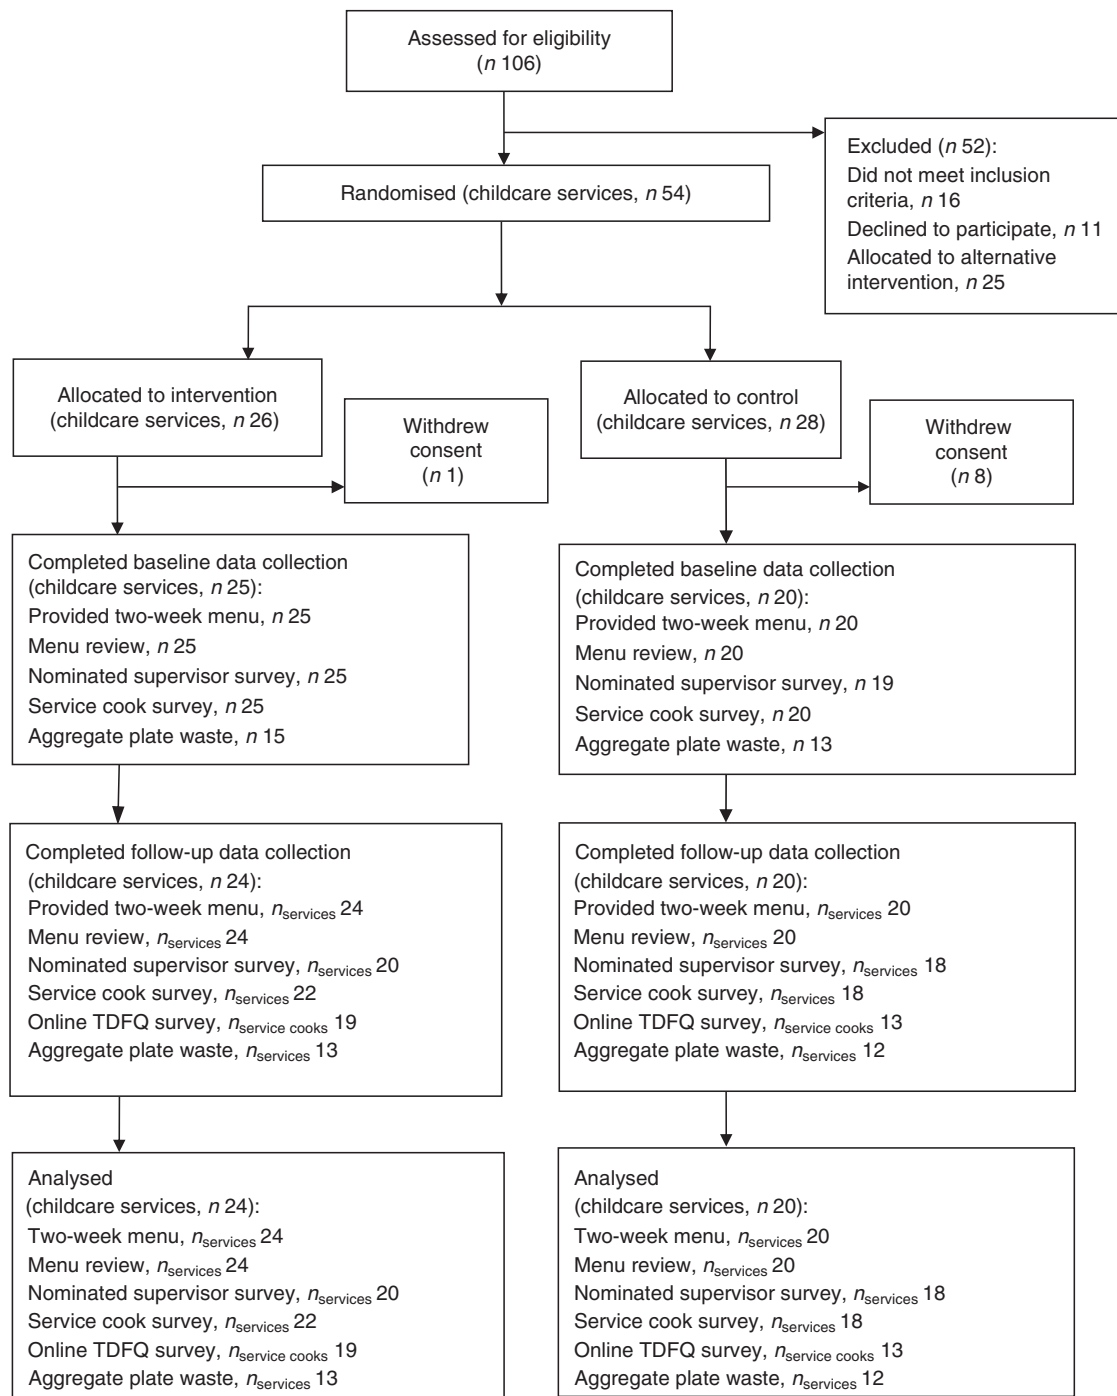 Assessed for eligibility
(n 106)
Excluded (n 52):
Did not meet inclusion
criteria, n 16
Declined to participate, n 11
Allocated to alternative
intervention, n 25
Randomised (childcare services, n 54)
Allocated to intervention
(childcare services, n 26)
Withdrew
consent
(n 1)
Allocated to control
(childcare services, n 28)
Withdrew
consent
(n 8)
Completed baseline data collection
(childcare services, n 25):
Provided two-week menu, n 25
Menu review, n 25
Nominated supervisor survey, n 25
Service cook survey, n 25
Aggregate plate waste, n 15
Completed baseline data collection
(childcare services, n 20):
Provided two-week menu, n 20
Menu review, n 20
Nominated supervisor survey, n 19
Service cook survey, n 20
Aggregate plate waste, n 13
Completed follow-up data collection
(childcare services, n 24):
Provided two-week menu, nservices 24
Menu review, nservices 24
Nominated supervisor survey, nservices 20
Service cook survey, nservices 22
Online TDFQ survey, nservice cooks 19
Aggregate plate waste, nservices 13
Completed follow-up data collection
(childcare services, n 20):
Provided two-week menu, nservices 20
Menu review, nservices 20
Nominated supervisor survey, nservices 18
Service cook survey, nservices 18
Online TDFQ survey, nservice cooks 13
Aggregate plate waste, nservices 12
Analysed
(childcare services, n 24):
Two-week menu, nservices 24
Menu review, nservices 24
Nominated supervisor survey, nservices 20
Service cook survey, nservices 22
Online TDFQ survey, nservice cooks 19
Aggregate plate waste, nservices 13
Analysed
(childcare services, n 20):
Two-week menu, nservices 20
Menu review, nservices 20
Nominated supervisor survey, nservices 18
Service cook survey, nservices 18
Online TDFQ survey, nservice cooks 13
Aggregate plate waste, nservices 12